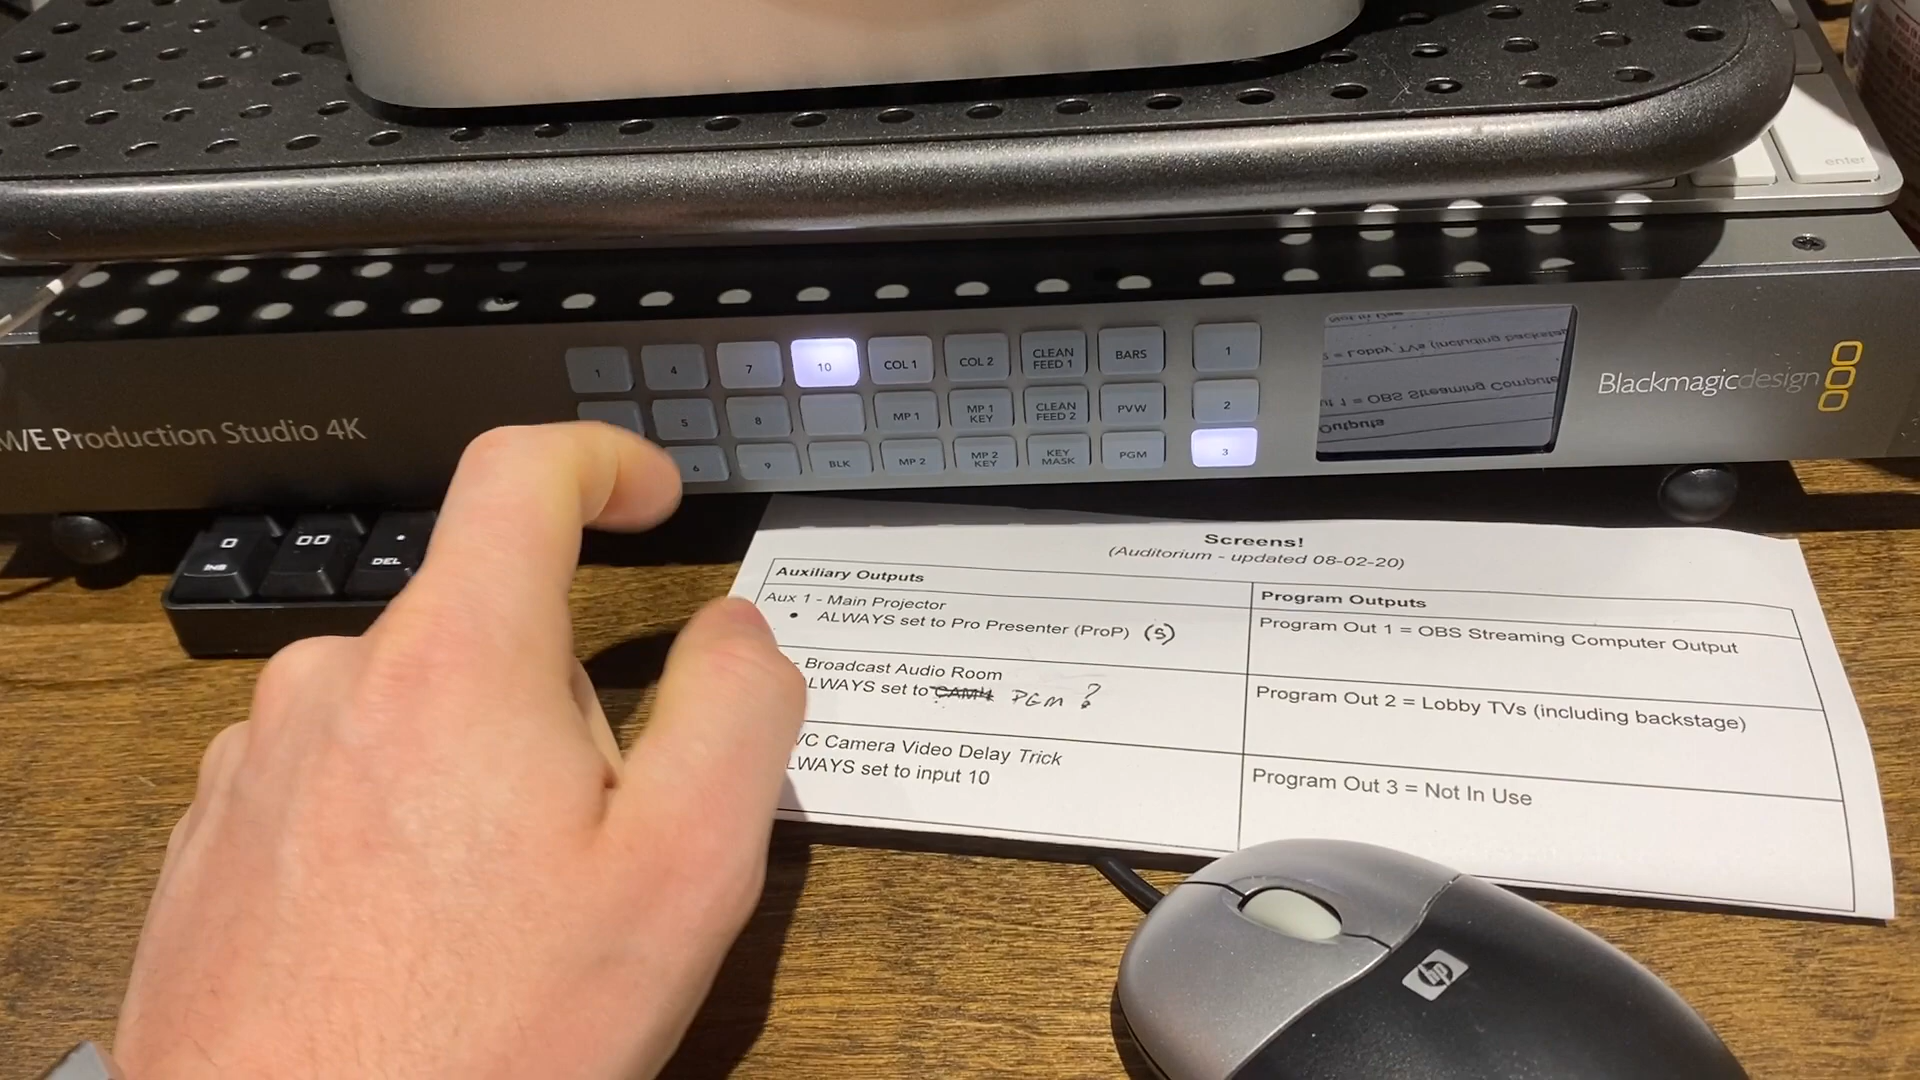 enter
M/E Production Studio 4K
1 4 7 10 COL 1 COL 2 CLEAN FEED 1 BARS 1
5 8 MP 1 MP 1 KEY CLEAN FEED 2 PVW 2
6 9 BLK MP 2 MP 2 KEY KEY MASK PGM 3
Blackmagicdesign
0 00 .
INS DEL
Screens!
(Auditorium - updated 08-02-20)
Auxiliary Outputs
Aux 1 - Main Projector
• ALWAYS set to Pro Presenter (ProP) (5)
- Broadcast Audio Room
LWAYS set to CAM4 PGM ?
VC Camera Video Delay Trick
LWAYS set to input 10
Program Outputs
Program Out 1 = OBS Streaming Computer Output
Program Out 2 = Lobby TVs (including backstage)
Program Out 3 = Not In Use
hp